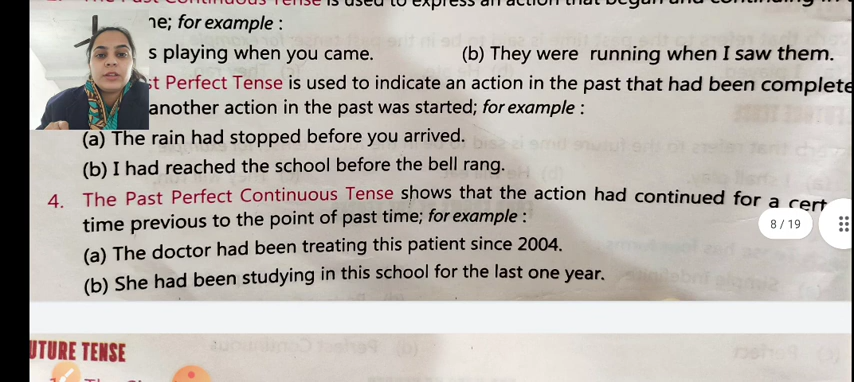 ne; for example :
s playing when you came. (b) They were running when I saw them.
st Perfect Tense is used to indicate an action in the past that had been complete
another action in the past was started; for example :
(a) The rain had stopped before you arrived.
(b) I had reached the school before the bell rang.
4. The Past Perfect Continuous Tense shows that the action had continued for a cert
time previous to the point of past time; for example :
8 / 19
(a) The doctor had been treating this patient since 2004.
(b) She had been studying in this school for the last one year.
UTURE TENSE